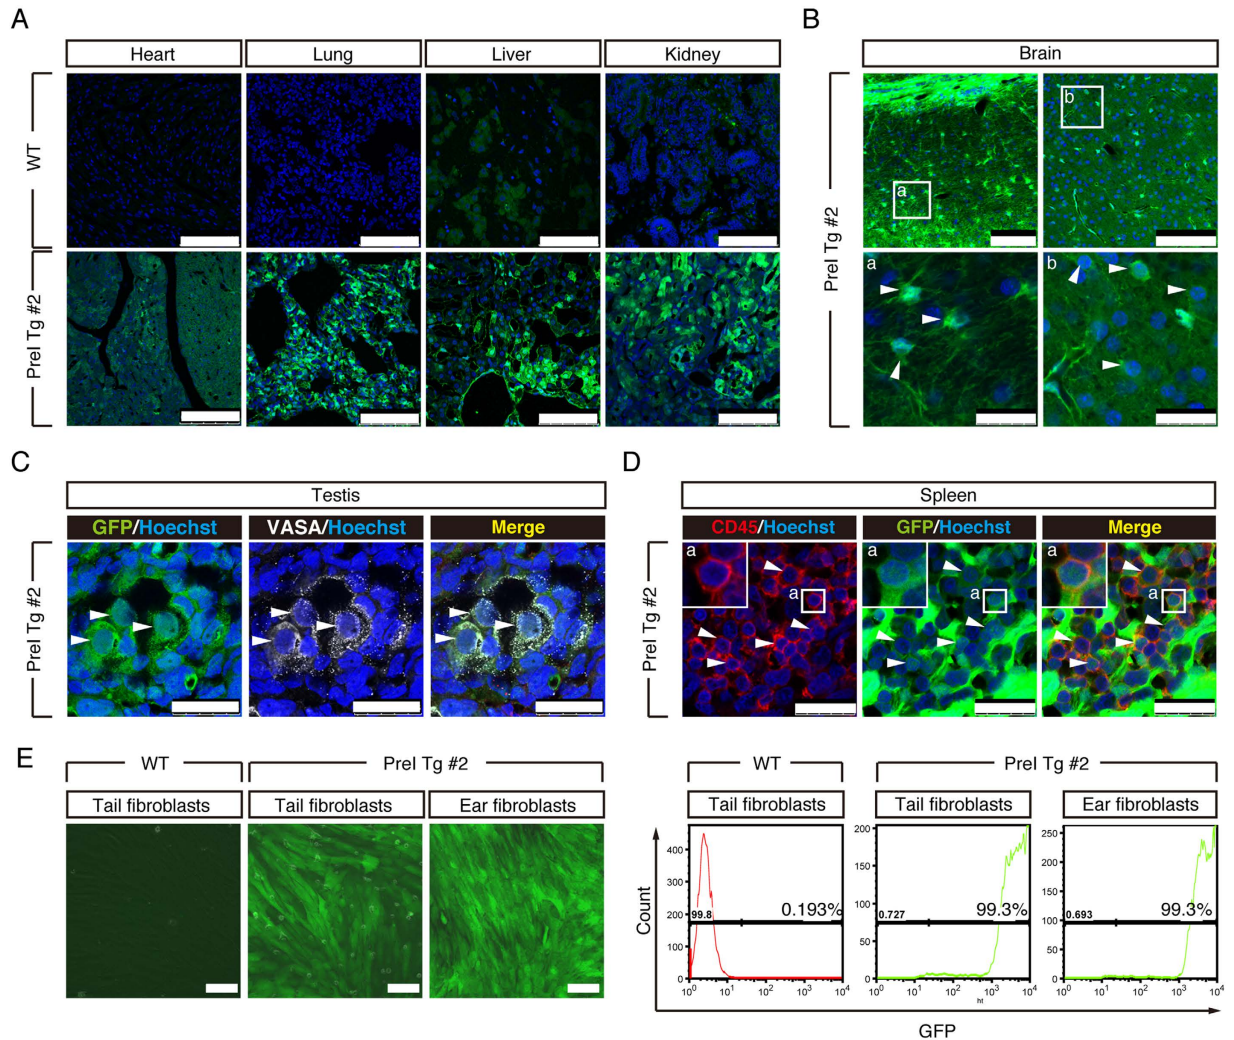 A
Heart
Lung
Liver
Kidney
WT
PreI Tg #2
B
Brain
PreI Tg #2
a
b
a
b
C
Testis
GFP/Hoechst
VASA/Hoechst
Merge
PreI Tg #2
D
Spleen
CD45/Hoechst
GFP/Hoechst
Merge
PreI Tg #2
a
a
a
a
a
E
WT
PreI Tg #2
Tail fibroblasts
Tail fibroblasts
Ear fibroblasts
WT
PreI Tg #2
Tail fibroblasts
Tail fibroblasts
Ear fibroblasts
Count
400
300
200
100
0
99.8
0.193%
10⁰
10¹
10²
10³
10⁴
200
150
100
50
0
0.727
99.3%
10⁰
10¹
10²
10³
10⁴
ht
250
200
150
100
50
0
0.693
99.3%
10⁰
10¹
10²
10³
10⁴
GFP